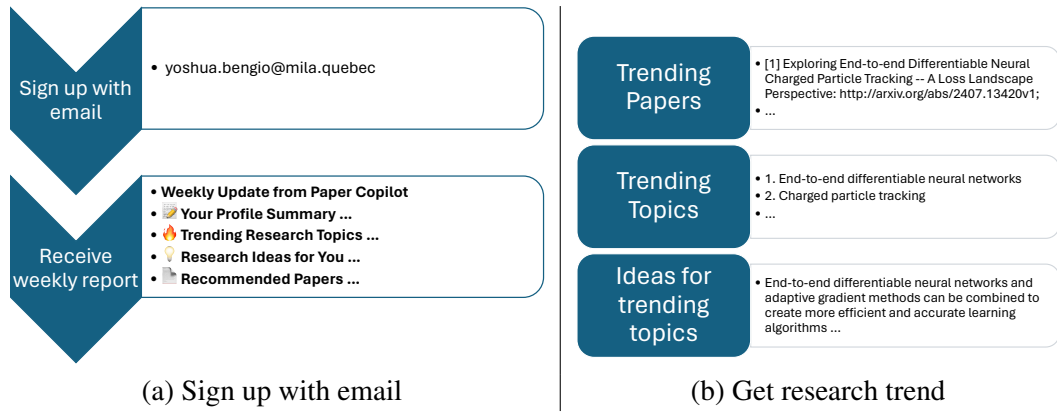 Sign up with
email
• yoshua.bengio@mila.quebec
Receive
weekly report
• Weekly Update from Paper Copilot
• 📝 Your Profile Summary ...
• 🔥 Trending Research Topics ...
• 💡 Research Ideas for You ...
• 📄 Recommended Papers ...
(a) Sign up with email
Trending
Papers
• [1] Exploring End-to-end Differentiable Neural
Charged Particle Tracking -- A Loss Landscape
Perspective: http://arxiv.org/abs/2407.13420v1;
• ...
Trending
Topics
• 1. End-to-end differentiable neural networks
• 2. Charged particle tracking
• ...
Ideas for
trending
topics
• End-to-end differentiable neural networks and
adaptive gradient methods can be combined to
create more efficient and accurate learning
algorithms ...
(b) Get research trend